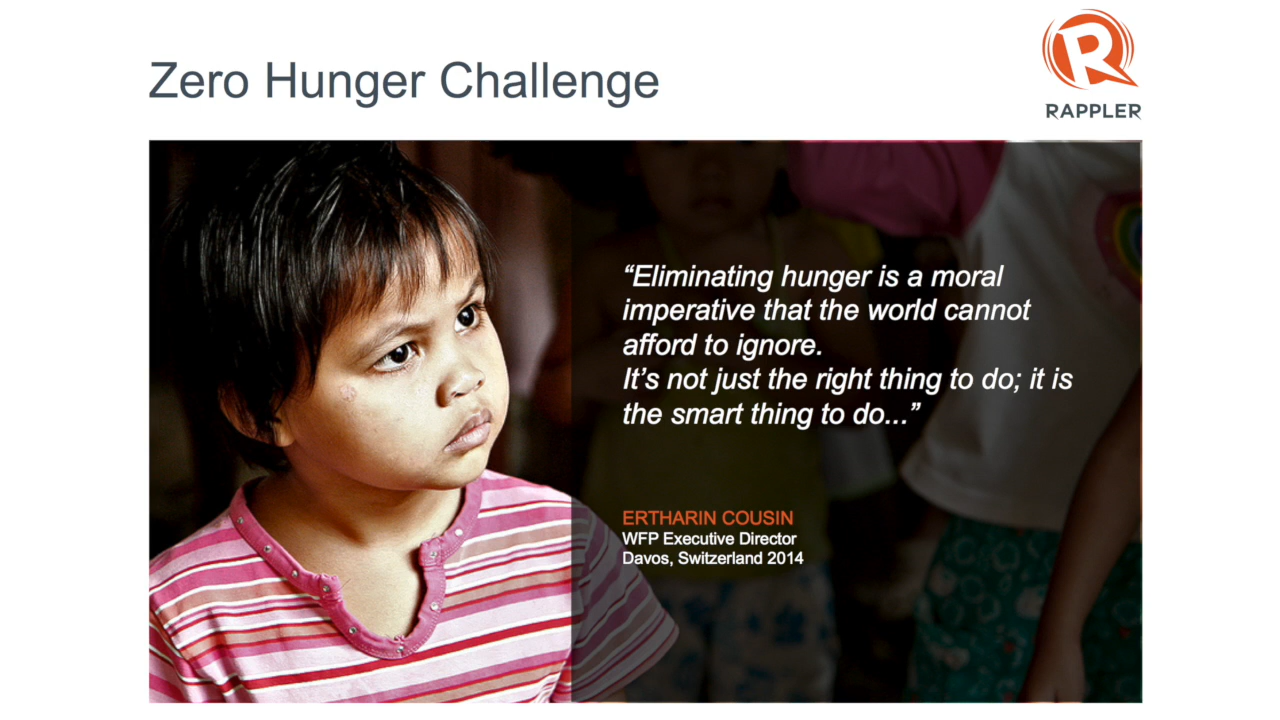 Zero Hunger Challenge
RAPPLER
“Eliminating hunger is a moral
imperative that the world cannot
afford to ignore.
It’s not just the right thing to do; it is
the smart thing to do...”
ERTHARIN COUSIN
WFP Executive Director
Davos, Switzerland 2014